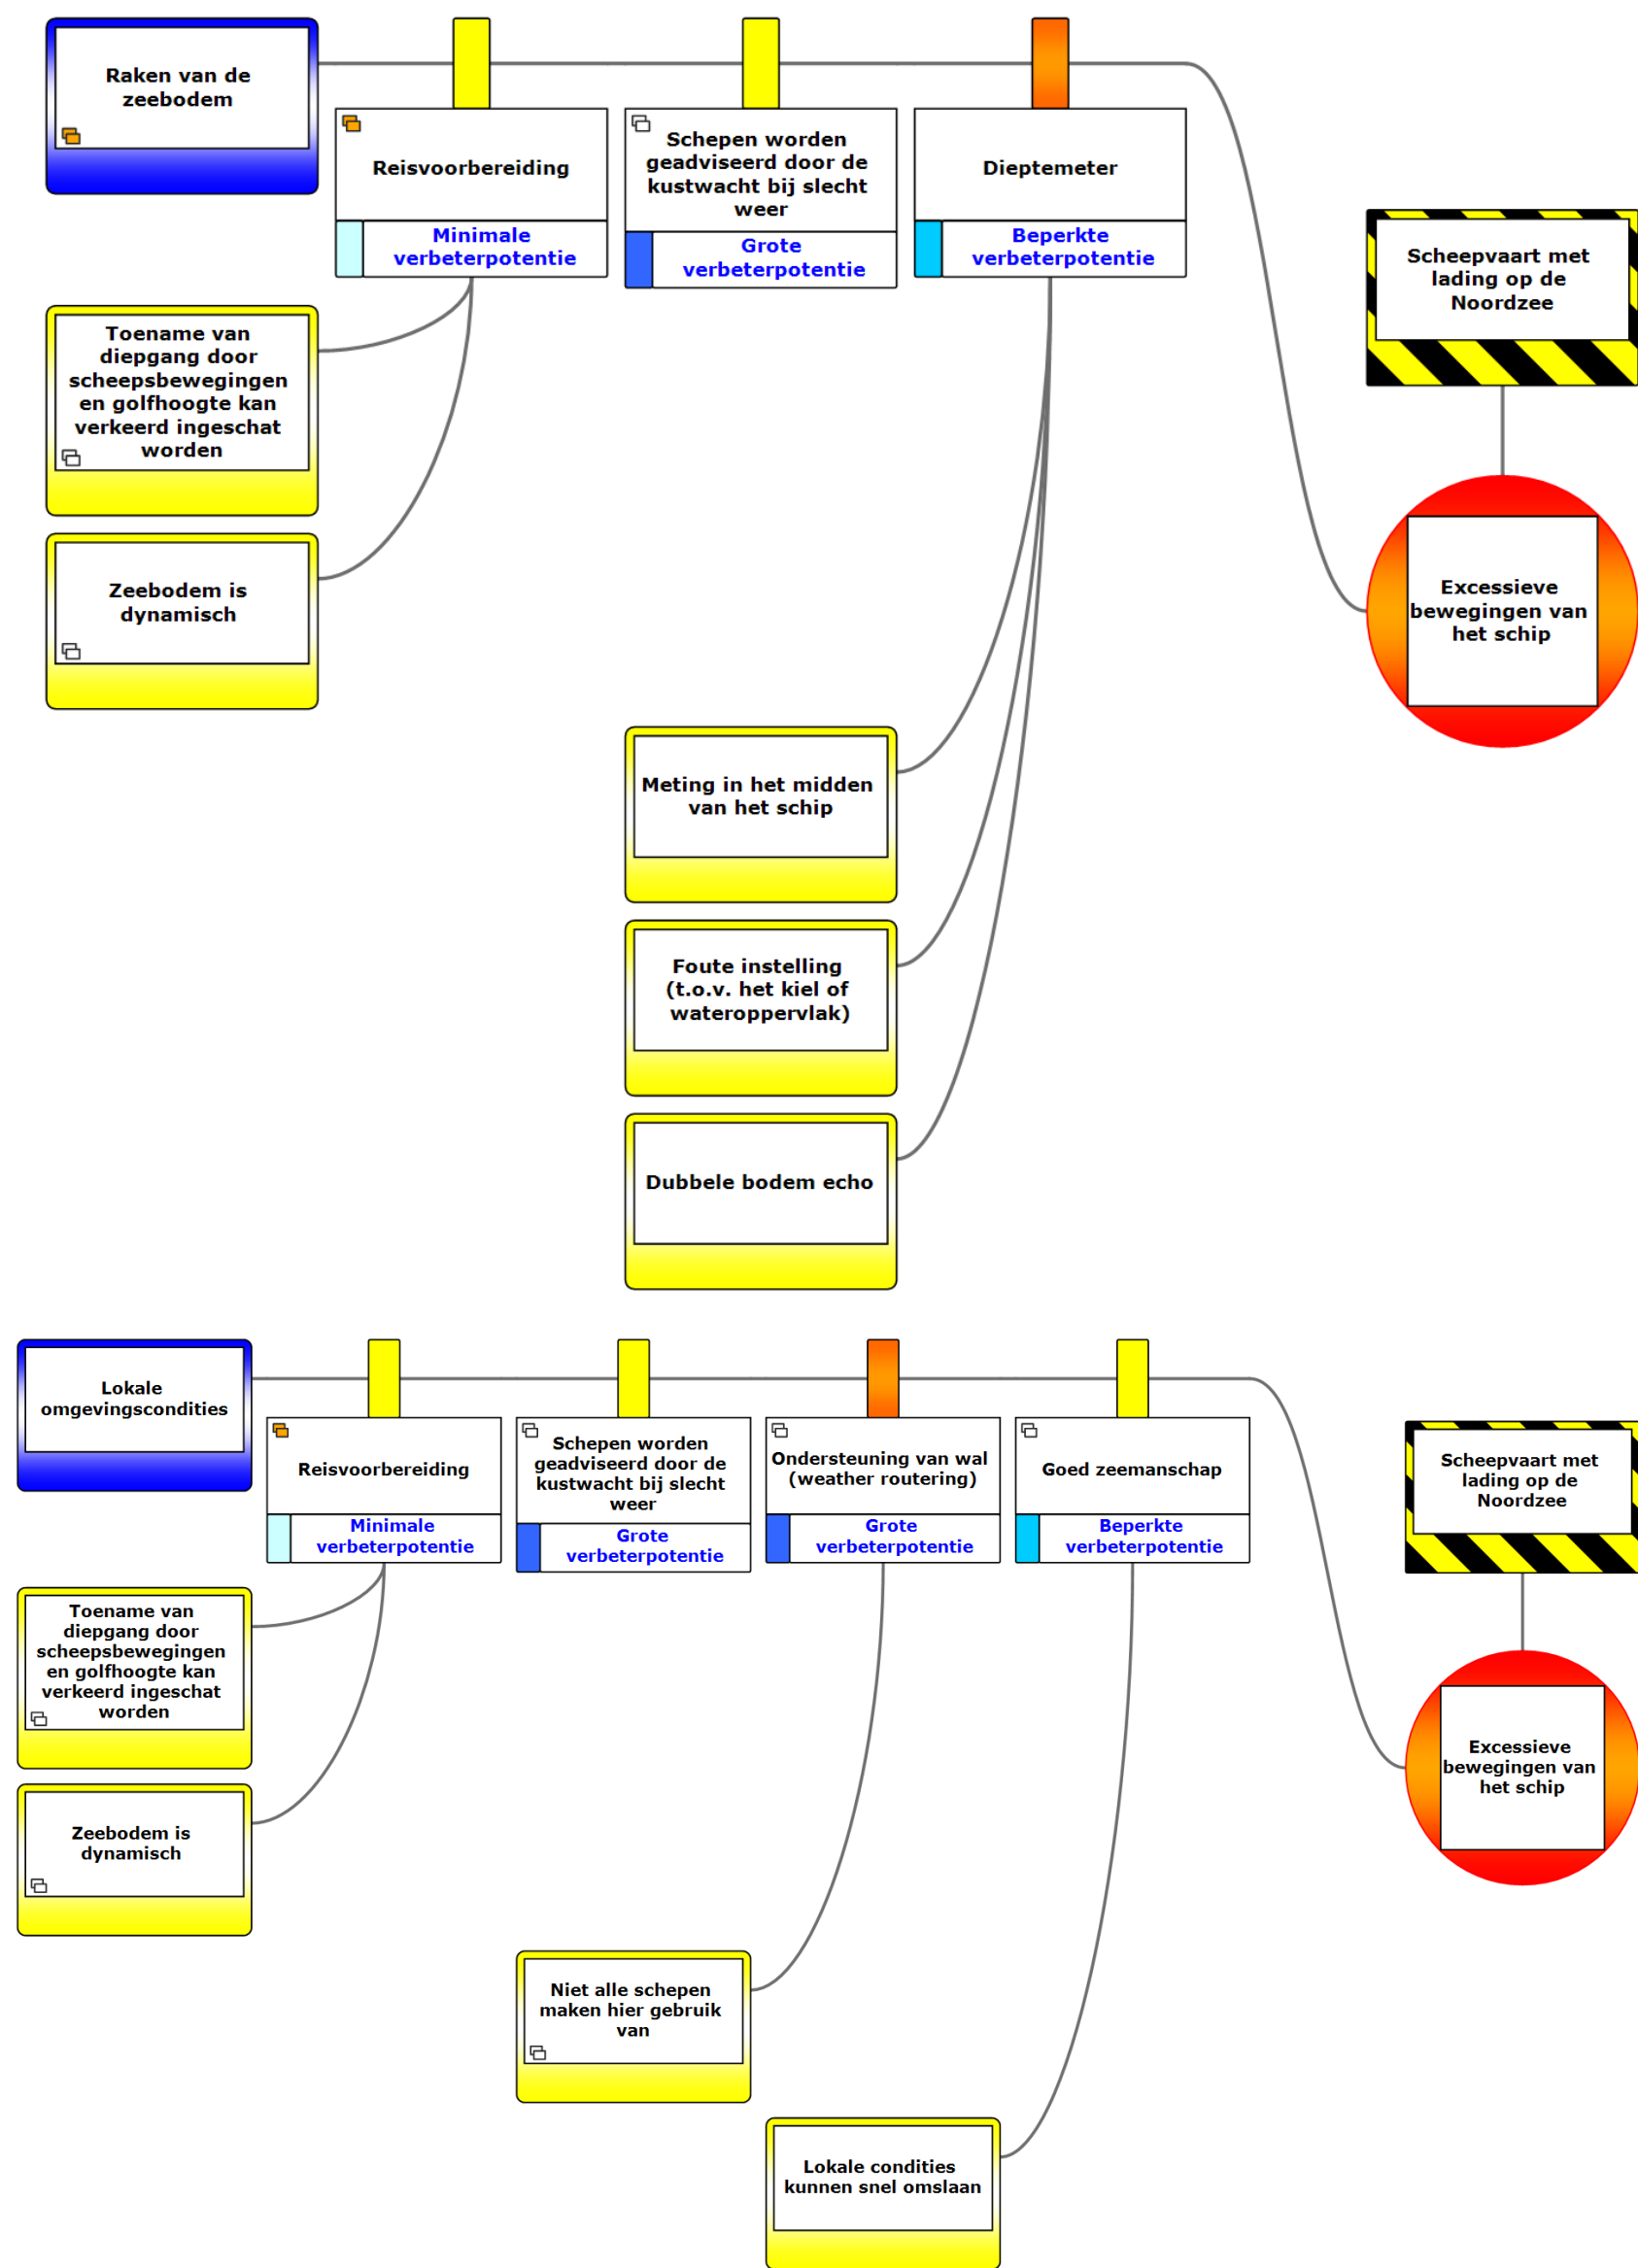 Raken van de
zeebodem
Reisvoorbereiding
Minimale
verbeterpotentie
Schepen worden
geadviseerd door de
kustwacht bij slecht
weer
Grote
verbeterpotentie
Dieptemeter
Beperkte
verbeterpotentie
Scheepvaart met
lading op de
Noordzee
Toename van
diepgang door
scheepsbewegingen
en golfhoogte kan
verkeerd ingeschat
worden
Zeebodem is
dynamisch
Excessieve
bewegingen van
het schip
Meting in het midden
van het schip
Foute instelling
(t.o.v. het kiel of
wateroppervlak)
Dubbele bodem echo
Lokale
omgevingscondities
Reisvoorbereiding
Minimale
verbeterpotentie
Schepen worden
geadviseerd door de
kustwacht bij slecht
weer
Grote
verbeterpotentie
Ondersteuning van wal
(weather routering)
Grote
verbeterpotentie
Goed zeemanschap
Beperkte
verbeterpotentie
Scheepvaart met
lading op de
Noordzee
Toename van
diepgang door
scheepsbewegingen
en golfhoogte kan
verkeerd ingeschat
worden
Zeebodem is
dynamisch
Excessieve
bewegingen van
het schip
Niet alle schepen
maken hier gebruik
van
Lokale condities
kunnen snel omslaan